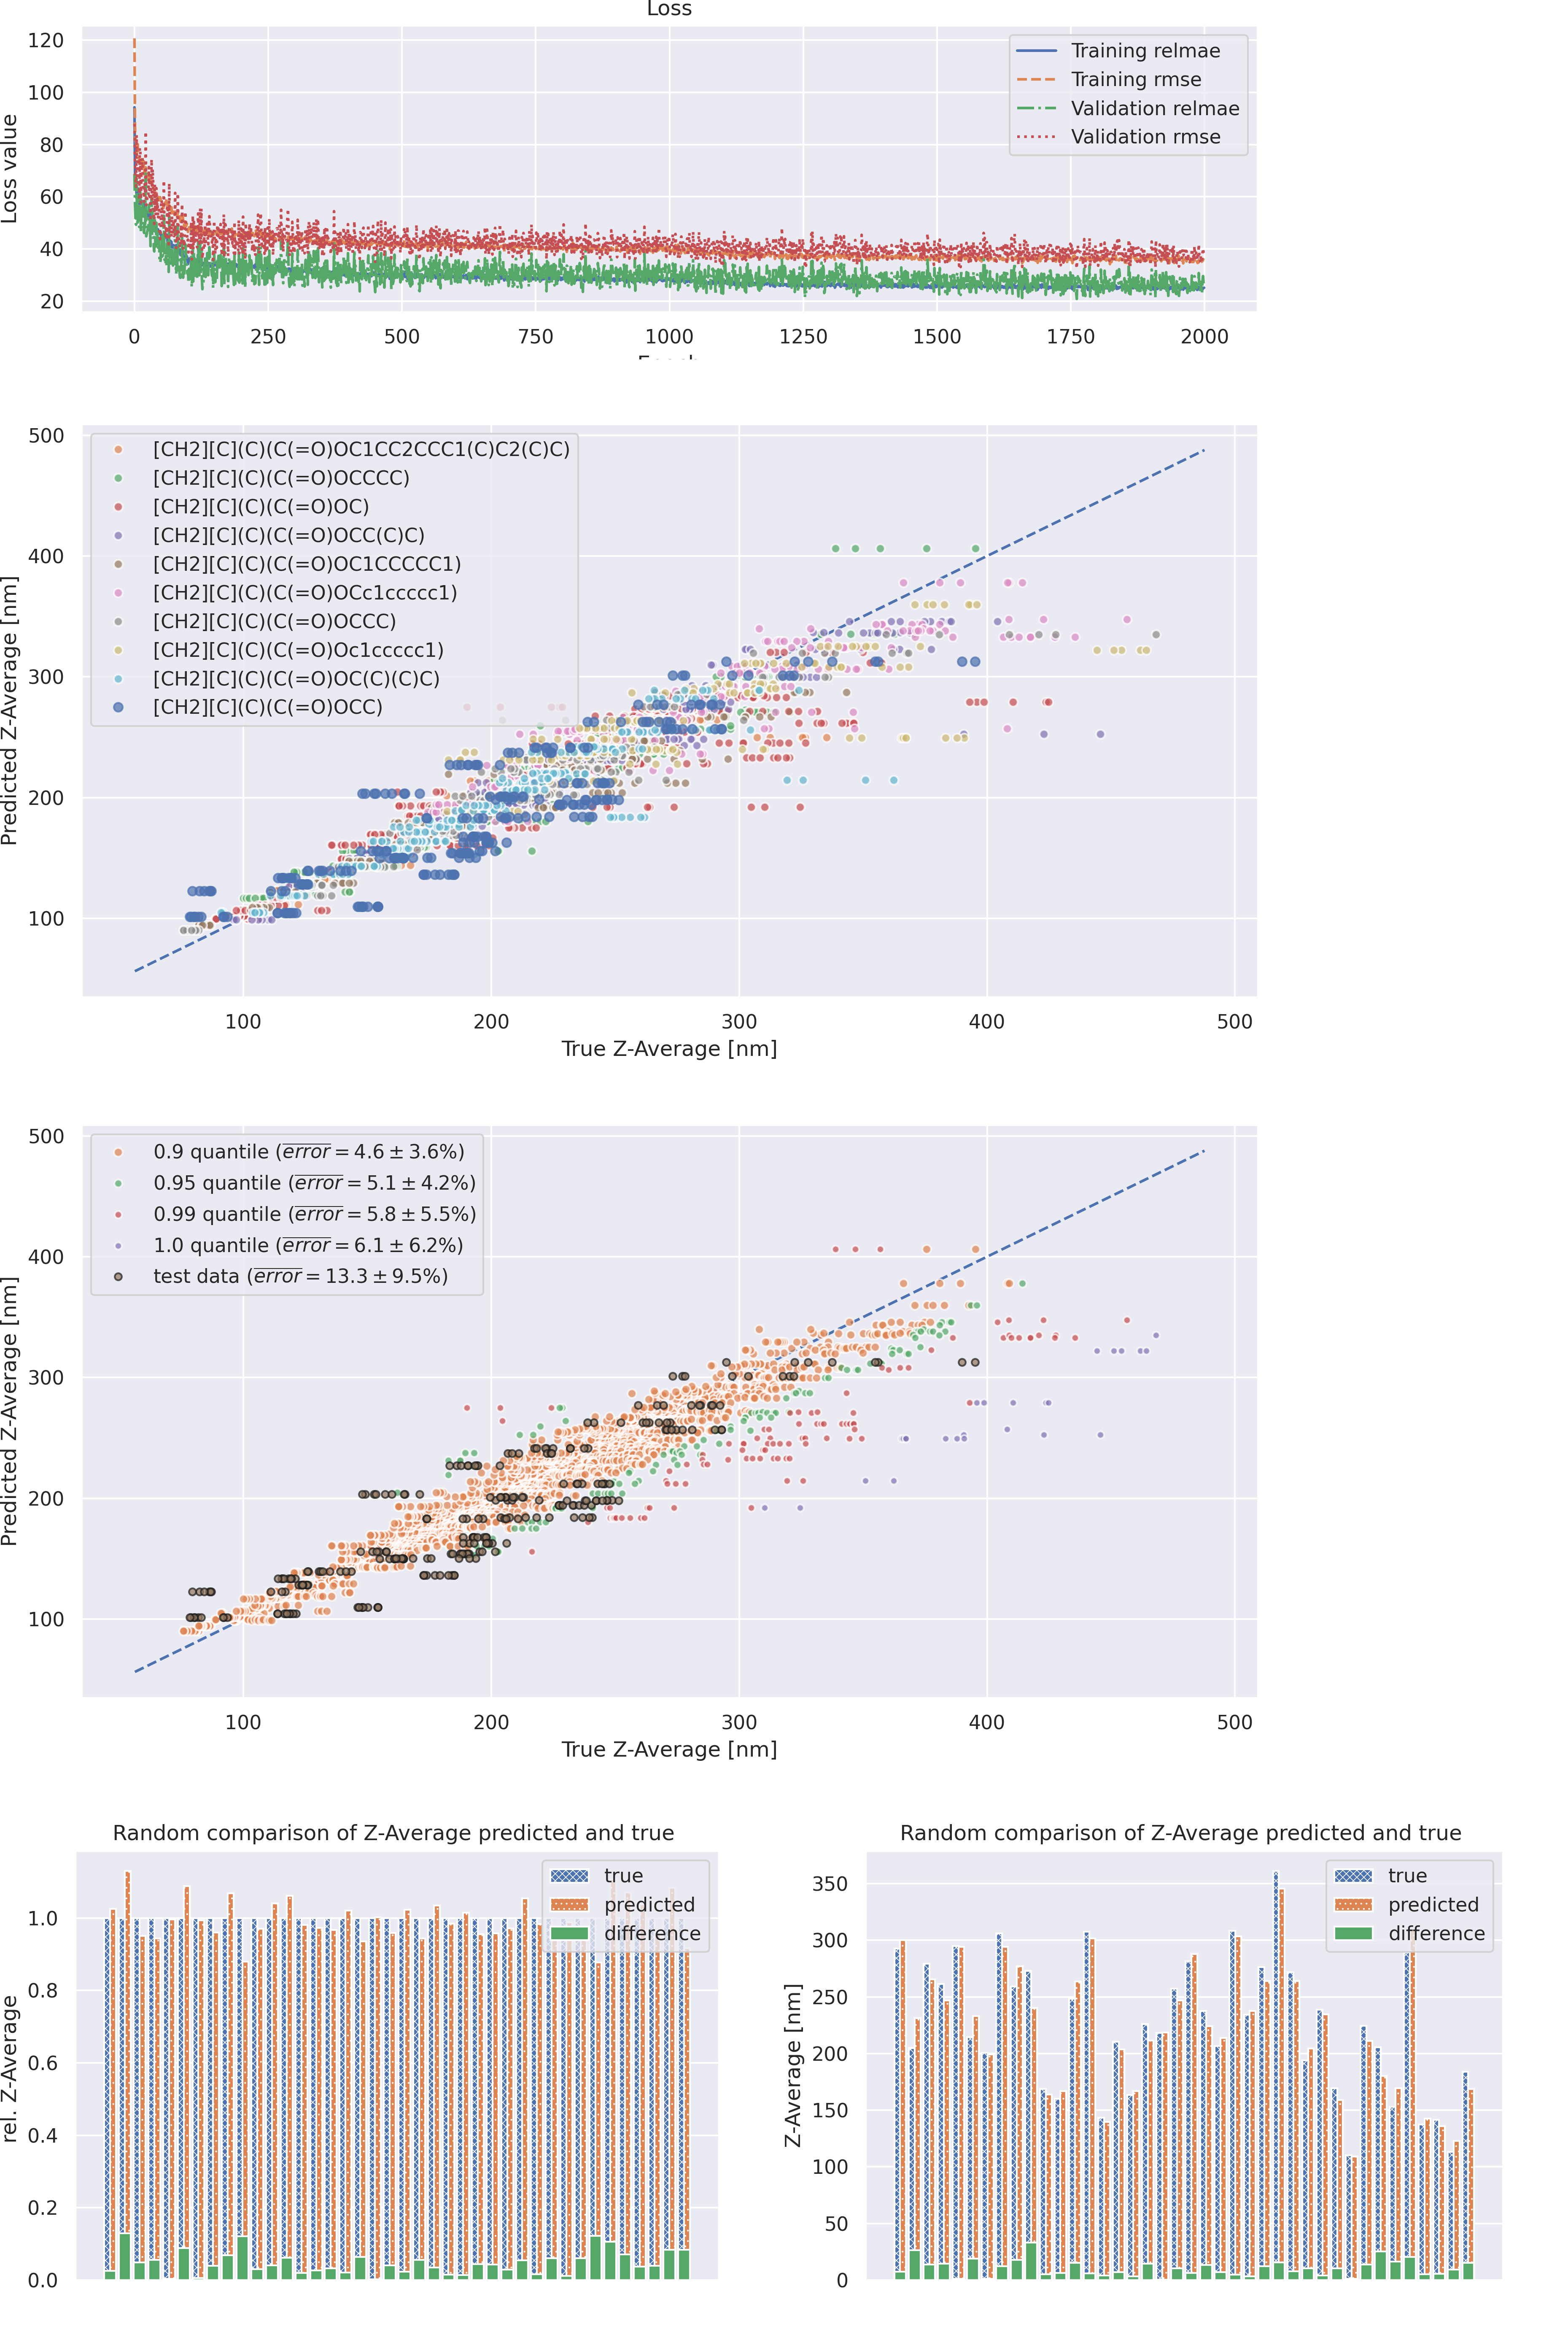 Loss
Loss value
120
100
80
60
40
20
Training relmae
Training rmse
Validation relmae
Validation rmse
0 250 500 750 1000 1250 1500 1750 2000
Epoch
Predicted Z-Average [nm]
500
400
300
200
100
[CH2][C](C)(C(=O)OC1CC2CCC1(C)C2(C)C)
[CH2][C](C)(C(=O)OCCCC)
[CH2][C](C)(C(=O)OC)
[CH2][C](C)(C(=O)OCC(C)C)
[CH2][C](C)(C(=O)OC1CCCCC1)
[CH2][C](C)(C(=O)OCc1ccccc1)
[CH2][C](C)(C(=O)OCCC)
[CH2][C](C)(C(=O)Oc1ccccc1)
[CH2][C](C)(C(=O)OC(C)(C)C)
[CH2][C](C)(C(=O)OCC)
100 200 300 400 500
True Z-Average [nm]
Predicted Z-Average [nm]
500
400
300
200
100
0.9 quantile (error = 4.6 ± 3.6%)
0.95 quantile (error = 5.1 ± 4.2%)
0.99 quantile (error = 5.8 ± 5.5%)
1.0 quantile (error = 6.1 ± 6.2%)
test data (error = 13.3 ± 9.5%)
100 200 300 400 500
True Z-Average [nm]
Random comparison of Z-Average predicted and true
rel. Z-Average
1.0
0.8
0.6
0.4
0.2
0.0
true
predicted
difference
Random comparison of Z-Average predicted and true
Z-Average [nm]
350
300
250
200
150
100
50
0
true
predicted
difference